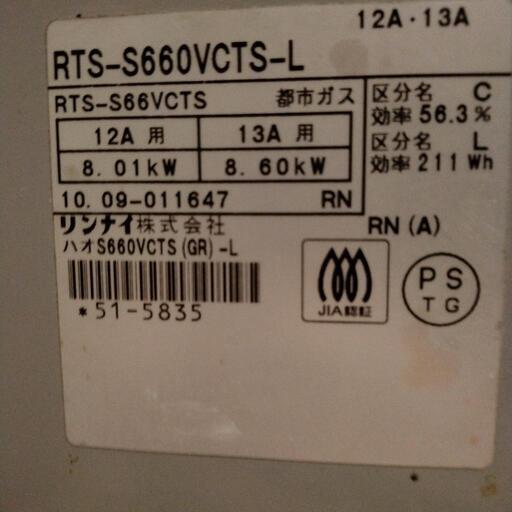 12A・13A
RTS-S660VCTS-L
RTS-S66VCTS 都市ガス
12A 用 13A 用
8.01kW 8.60kW
区分名 C
効率 56.3%
区分名 L
効率 211 Wh
10.09-011647 RN
リンナイ株式会社 RN(A)
ハオS660VCTS(GR)-L
*51-5835
JIA認証
PS
TG